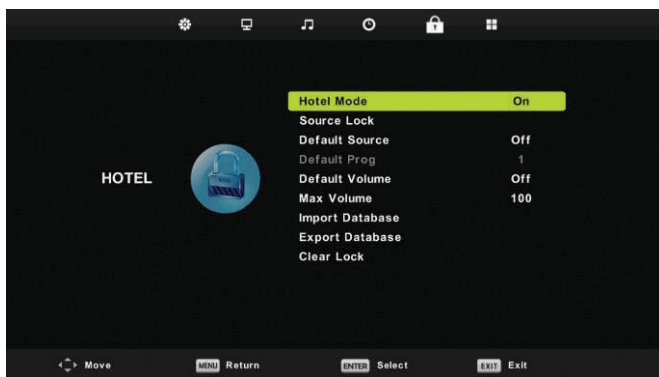 Hotel Mode On
Source Lock
Default Source Off
Default Prog 1
HOTEL
Default Volume Off
Max Volume 100
Import Database
Export Database
Clear Lock
Move MENU Return ENTER Select EXIT Exit